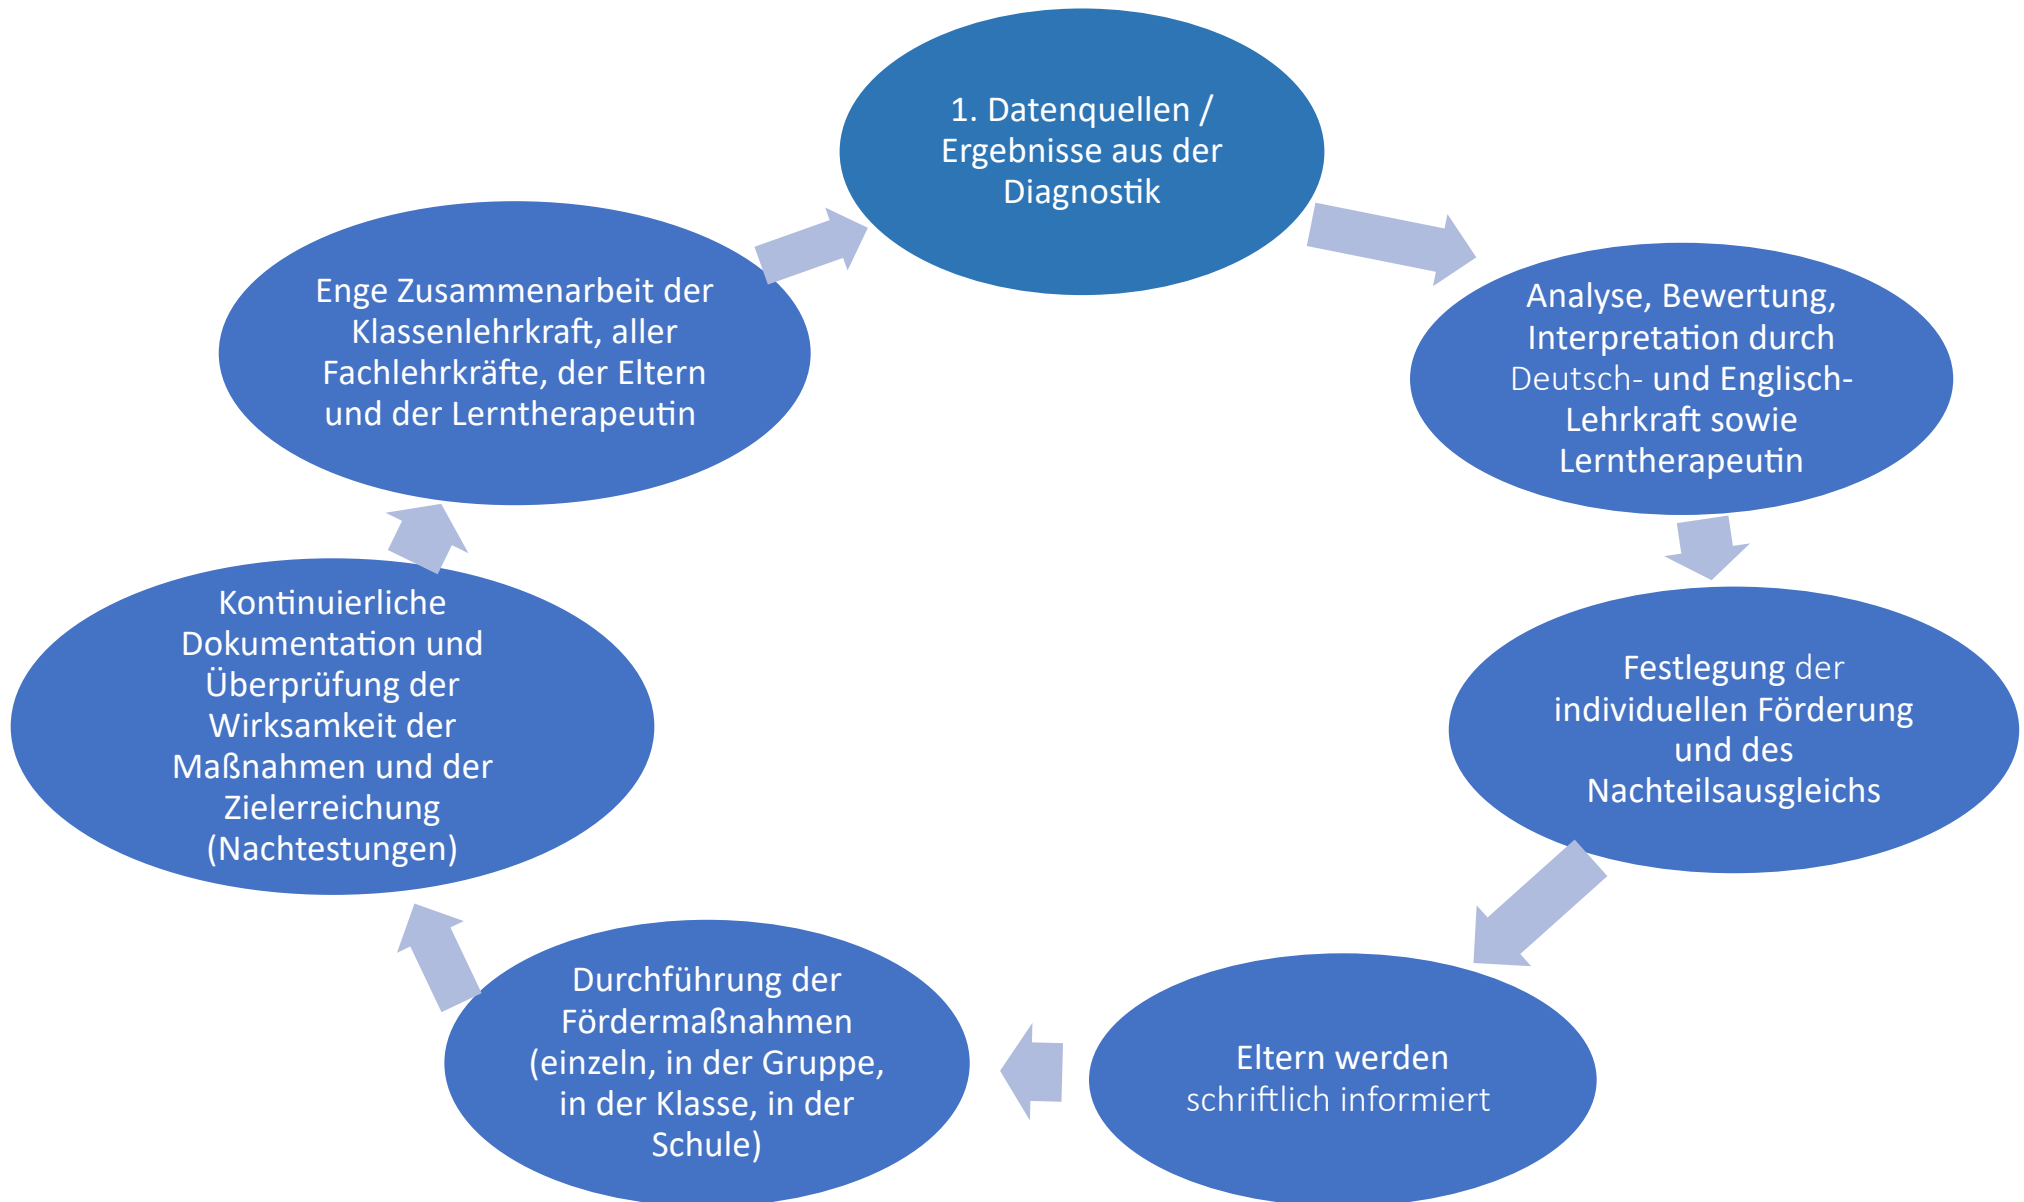 1. Datenquellen /
Ergebnisse aus der
Diagnostik
Analyse, Bewertung,
Interpretation durch
Deutsch- und Englisch-
Lehrkraft sowie
Lerntherapeutin
Festlegung der
individuellen Förderung
und des
Nachteilsausgleichs
Eltern werden
schriftlich informiert
Durchführung der
Fördermaßnahmen
(einzeln, in der Gruppe,
in der Klasse, in der
Schule)
Kontinuierliche
Dokumentation und
Überprüfung der
Wirksamkeit der
Maßnahmen und der
Zielerreichung
(Nachtestungen)
Enge Zusammenarbeit der
Klassenlehrkraft, aller
Fachlehrkräfte, der Eltern
und der Lerntherapeutin